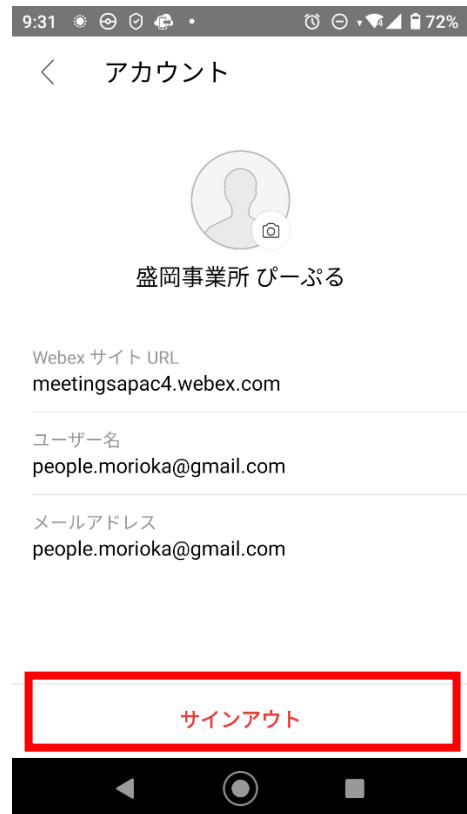 9:31 72%
アカウント
盛岡事業所 ぴーぷる
Webex サイト URL
meetingsapac4.webex.com
ユーザー名
people.morioka@gmail.com
メールアドレス
people.morioka@gmail.com
サインアウト